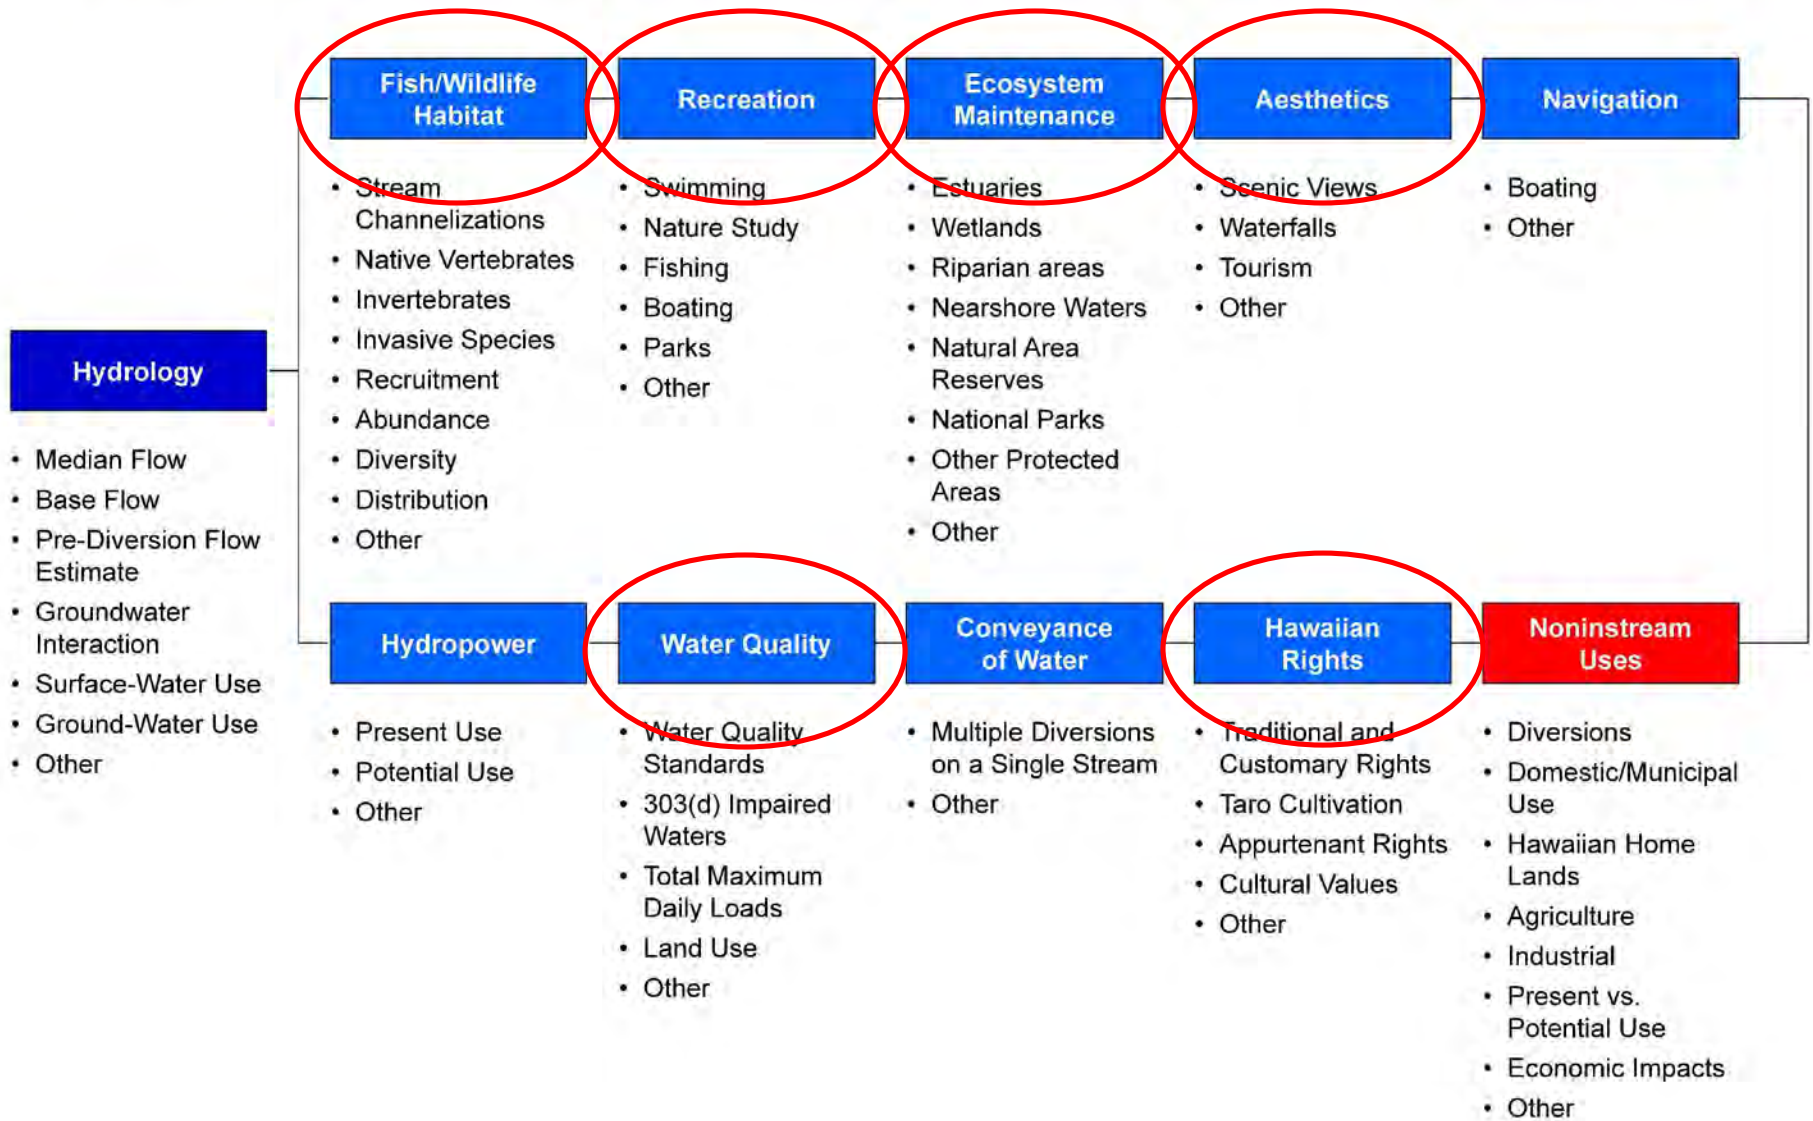 Fish/Wildlife
Habitat
• Stream
Channelizations
• Native Vertebrates
• Invertebrates
• Invasive Species
• Recruitment
• Abundance
• Diversity
• Distribution
• Other
Recreation
• Swimming
• Nature Study
• Fishing
• Boating
• Parks
• Other
Ecosystem
Maintenance
• Estuaries
• Wetlands
• Riparian areas
• Nearshore Waters
• Natural Area
Reserves
• National Parks
• Other Protected
Areas
• Other
Aesthetics
• Scenic Views
• Waterfalls
• Tourism
• Other
Navigation
• Boating
• Other
Hydrology
• Median Flow
• Base Flow
• Pre-Diversion Flow
Estimate
• Groundwater
Interaction
• Surface-Water Use
• Ground-Water Use
• Other
Hydropower
• Present Use
• Potential Use
• Other
Water Quality
• Water Quality
Standards
• 303(d) Impaired
Waters
• Total Maximum
Daily Loads
• Land Use
• Other
Conveyance
of Water
• Multiple Diversions
on a Single Stream
• Other
Hawaiian
Rights
• Traditional and
Customary Rights
• Taro Cultivation
• Appurtenant Rights
• Cultural Values
• Other
Noninstream
Uses
• Diversions
• Domestic/Municipal
Use
• Hawaiian Home
Lands
• Agriculture
• Industrial
• Present vs.
Potential Use
• Economic Impacts
• Other